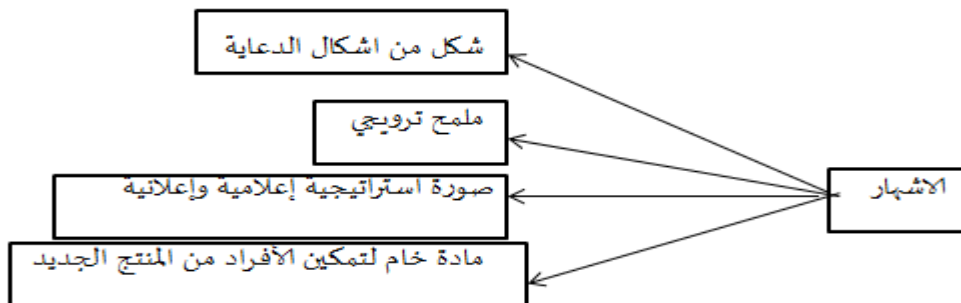 شكل من اشكال الدعاية
ملمح ترويجي
الاشهار
صورة استراتيجية إعلامية وإعلانية
مادة خام لتمكين الأفراد من المنتج الجديد